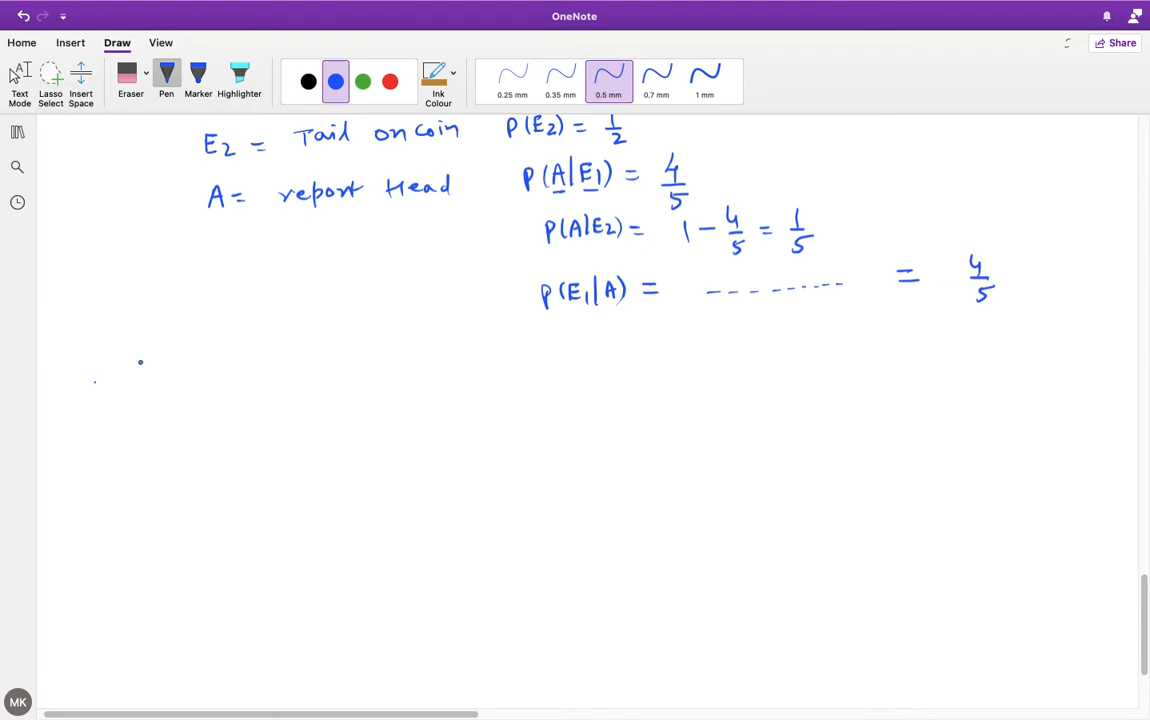 OneNote
Home Insert Draw View
Share
Text Mode
Lasso Select
Insert Space
Eraser
Pen
Marker
Highlighter
Ink Colour
0.25 mm
0.35 mm
0.5 mm
0.7 mm
1 mm
E2 = Tail on coin P(E2) = 1/2
A = report Head P(A|E1) = 4/5
P(A|E2) = 1 - 4/5 = 1/5
P(E1|A) = -------- = 4/5
MK